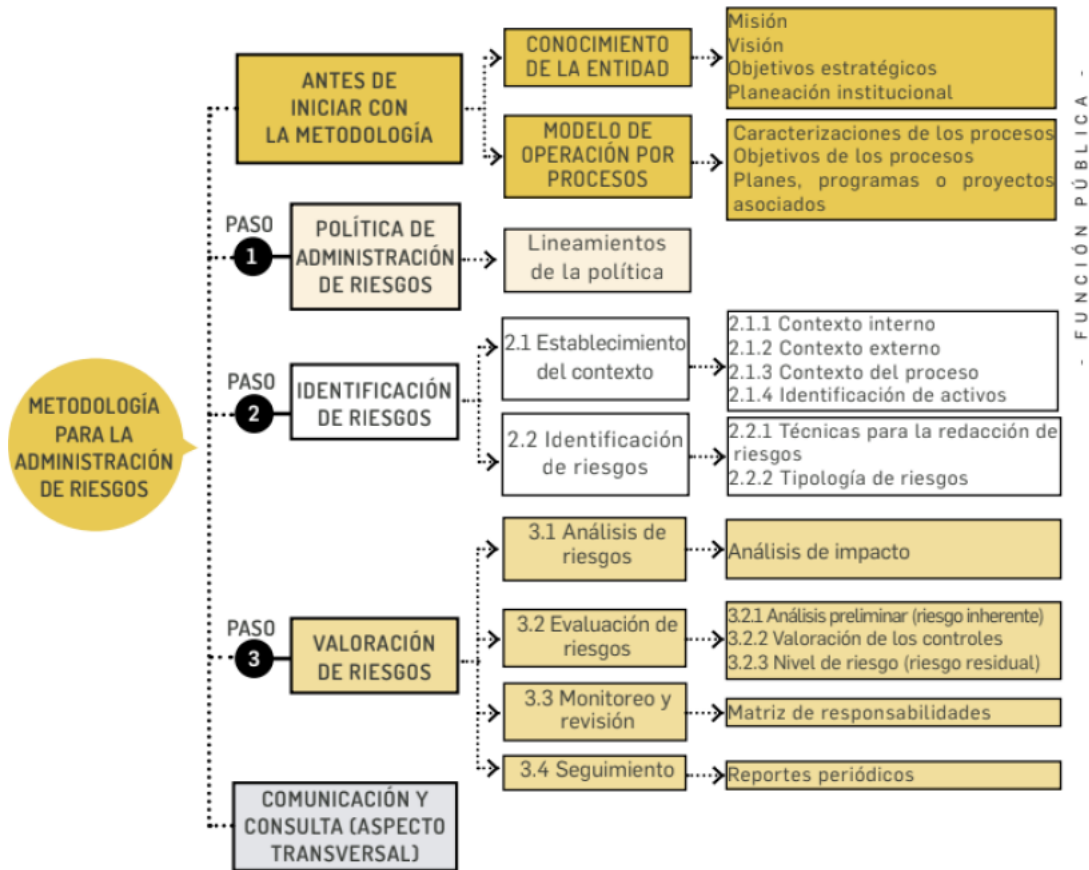 METODOLOGÍA
PARA LA
ADMINISTRACIÓN
DE RIESGOS
ANTES DE
INICIAR CON
LA METODOLOGÍA
CONOCIMIENTO
DE LA ENTIDAD
Misión
Visión
Objetivos estratégicos
Planeación institucional
MODELO DE
OPERACIÓN POR
PROCESOS
Caracterizaciones de los procesos
Objetivos de los procesos
Planes, programas o proyectos
asociados
PASO
1
POLÍTICA DE
ADMINISTRACIÓN
DE RIESGOS
Lineamientos
de la política
PASO
2
IDENTIFICACIÓN
DE RIESGOS
2.1 Establecimiento
del contexto
2.1.1 Contexto interno
2.1.2 Contexto externo
2.1.3 Contexto del proceso
2.1.4 Identificación de activos
2.2 Identificación
de riesgos
2.2.1 Técnicas para la redacción de
riesgos
2.2.2 Tipología de riesgos
PASO
3
VALORACIÓN
DE RIESGOS
3.1 Análisis de
riesgos
Análisis de impacto
3.2 Evaluación de
riesgos
3.2.1 Análisis preliminar (riesgo inherente)
3.2.2 Valoración de los controles
3.2.3 Nivel de riesgo (riesgo residual)
3.3 Monitoreo y
revisión
Matriz de responsabilidades
3.4 Seguimiento
Reportes periódicos
COMUNICACIÓN Y
CONSULTA (ASPECTO
TRANSVERSAL)
- FUNCIÓN PÚBLICA -